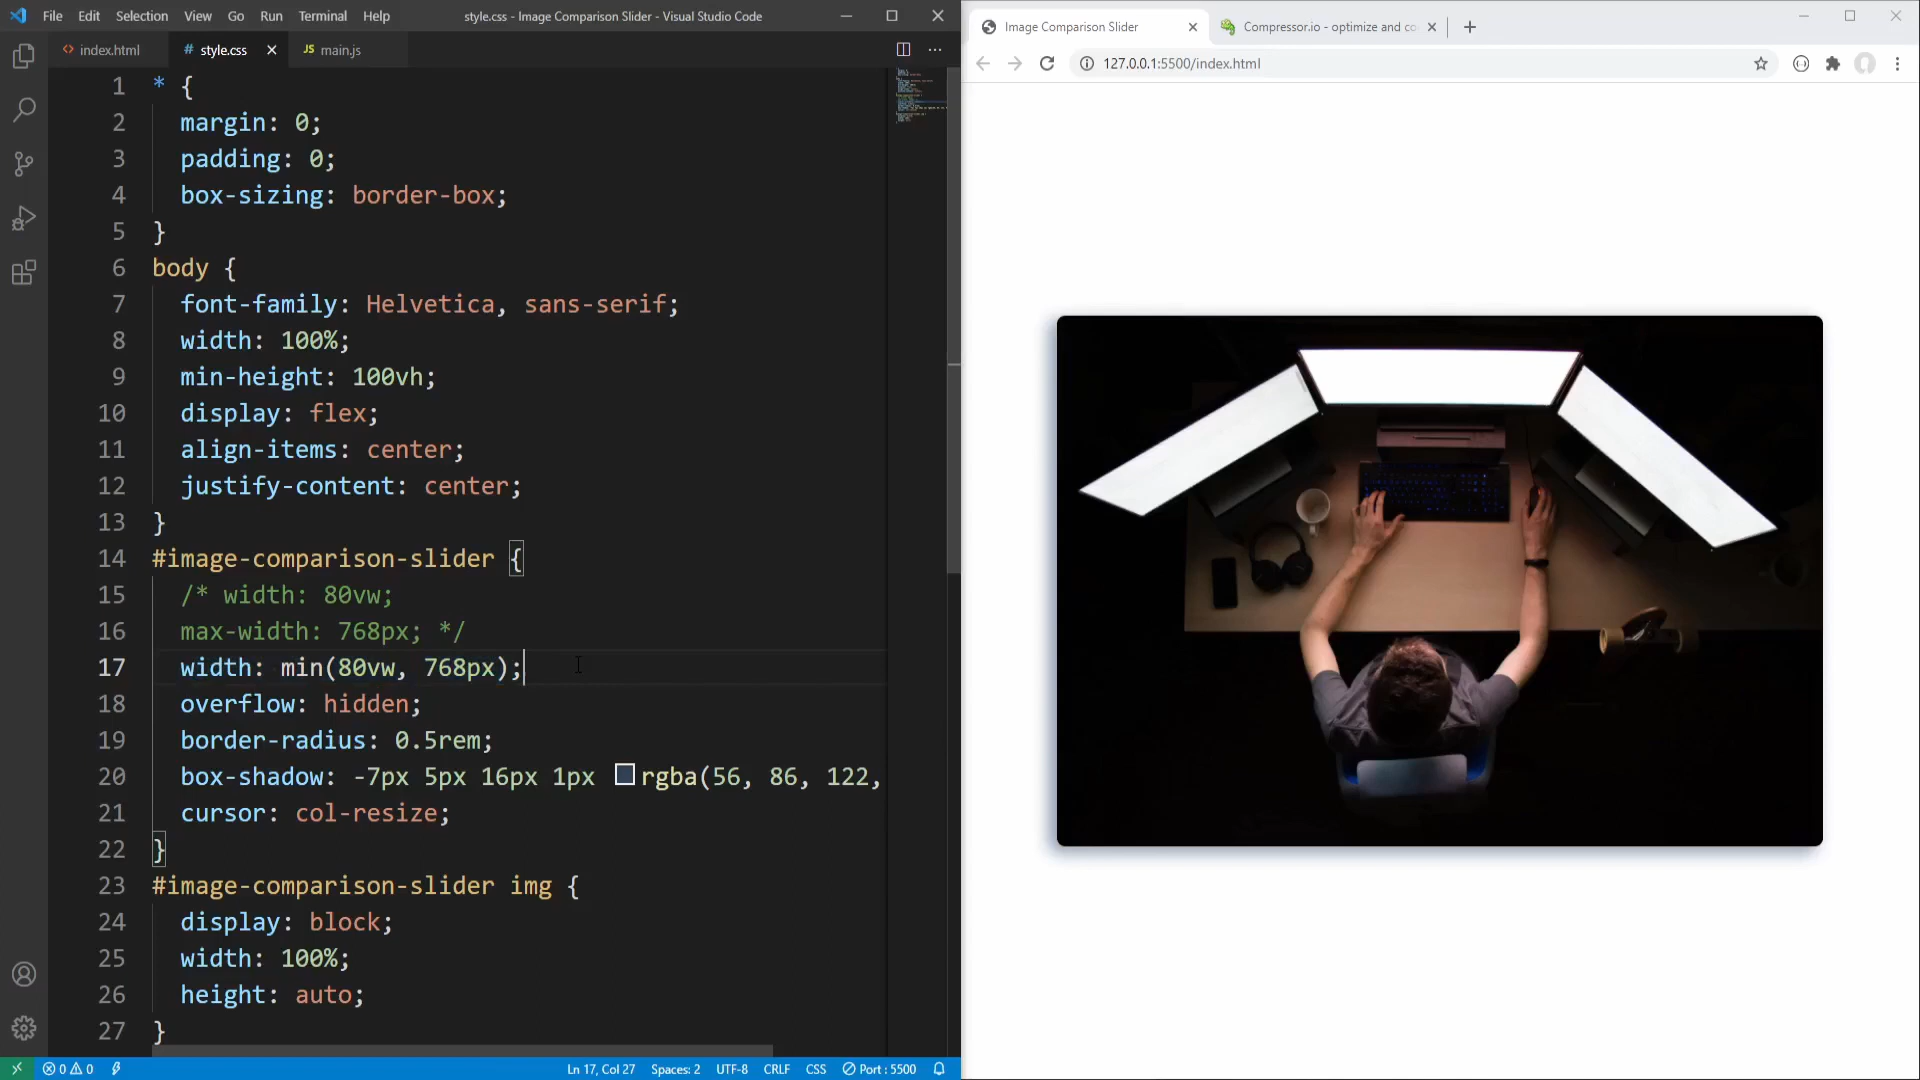 File Edit Selection View Go Run Terminal Help
style.css - Image Comparison Slider - Visual Studio Code
<> index.html
# style.css
JS main.js
1 * {
2 margin: 0;
3 padding: 0;
4 box-sizing: border-box;
5 }
6 body {
7 font-family: Helvetica, sans-serif;
8 width: 100%;
9 min-height: 100vh;
10 display: flex;
11 align-items: center;
12 justify-content: center;
13 }
14 #image-comparison-slider {
15 /* width: 80vw;
16 max-width: 768px; */
17 width: min(80vw, 768px);
18 overflow: hidden;
19 border-radius: 0.5rem;
20 box-shadow: -7px 5px 16px 1px rgba(56, 86, 122,
21 cursor: col-resize;
22 }
23 #image-comparison-slider img {
24 display: block;
25 width: 100%;
26 height: auto;
27 }
0 0
Ln 17, Col 27 Spaces: 2 UTF-8 CRLF CSS Port : 5500
Image Comparison Slider
Compressor.io - optimize and co
127.0.0.1:5500/index.html